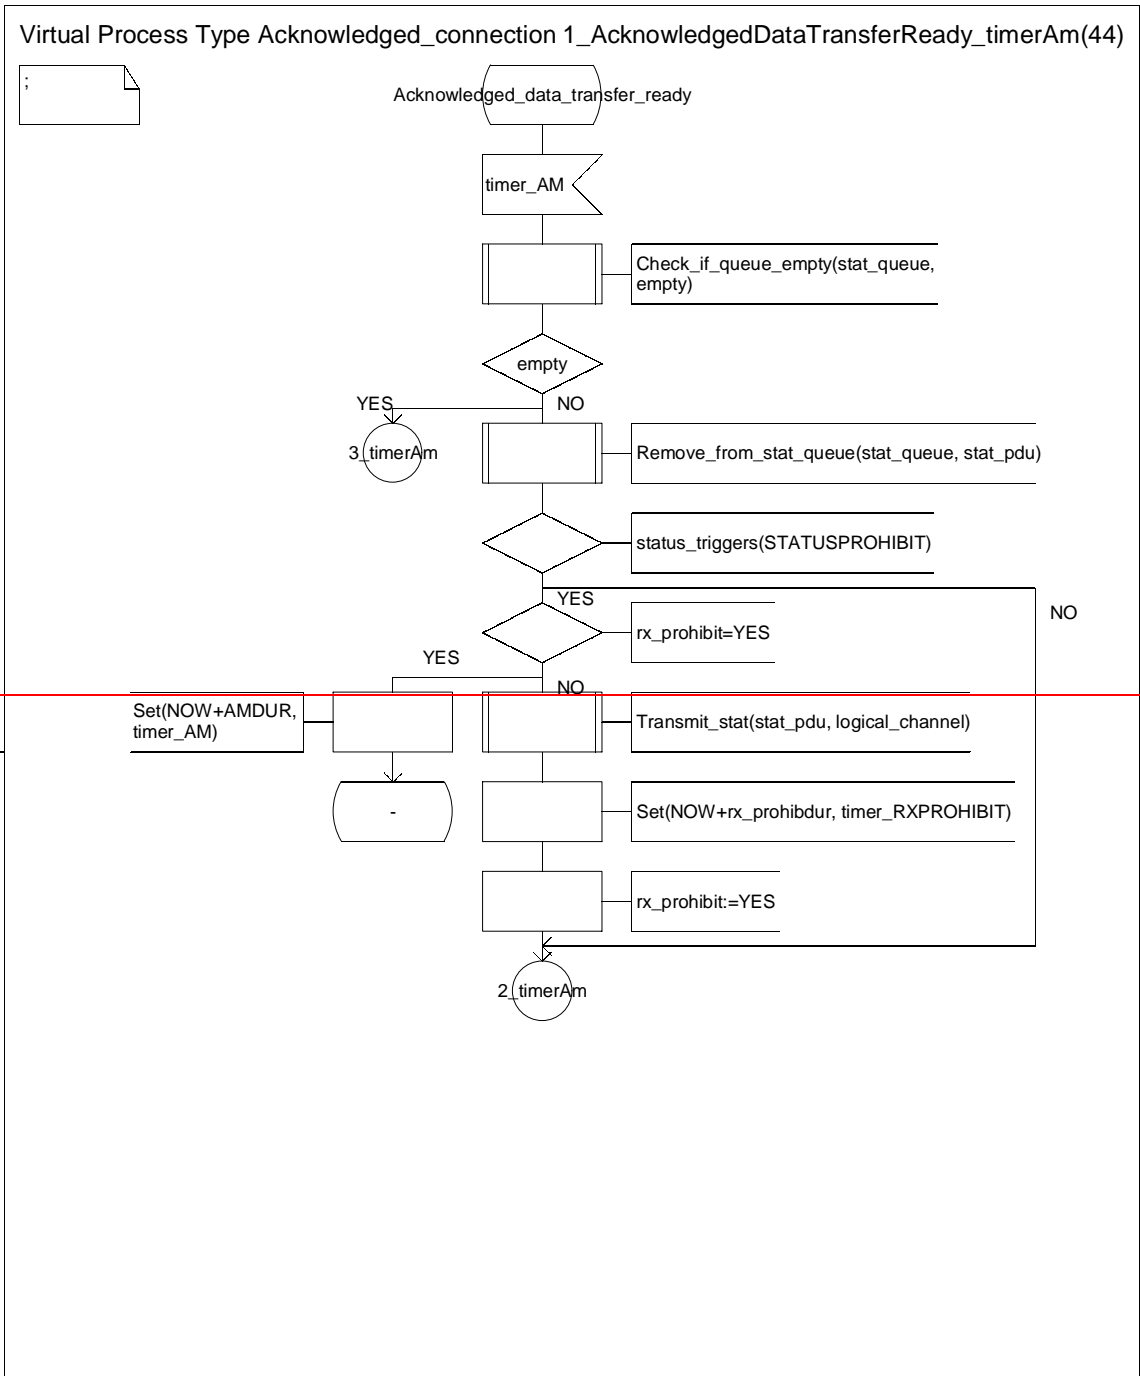 Virtual Process Type Acknowledged_connection 1_AcknowledgedDataTransferReady_timerAm(44)
;
Acknowledged_data_transfer_ready
timer_AM
Check_if_queue_empty(stat_queue,
empty)
empty
YES
NO
3_timerAm
Remove_from_stat_queue(stat_queue, stat_pdu)
status_triggers(STATUSPROHIBIT)
YES
NO
rx_prohibit=YES
YES
NO
Set(NOW+AMDUR,
timer_AM)
Transmit_stat(stat_pdu, logical_channel)
-
Set(NOW+rx_prohibdur, timer_RXPROHIBIT)
rx_prohibit:=YES
2_timerAm